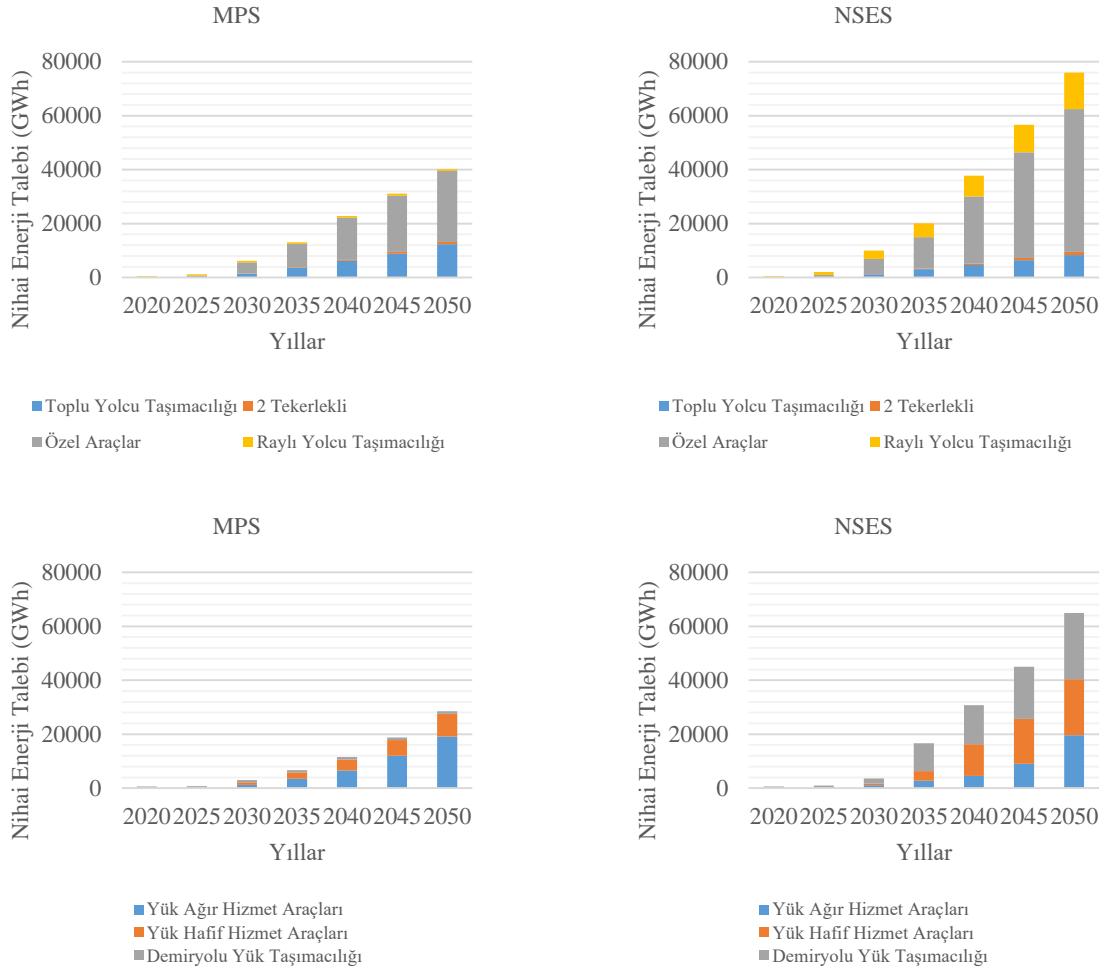 MPS
80000
60000
40000
20000
0
2020 2025 2030 2035 2040 2045 2050
Nihai Enerji Talebi (GWh)
Yıllar
Toplu Yolcu Taşımacılığı 2 Tekerlekli
Özel Araçlar Raylı Yolcu Taşımacılığı
NSES
80000
60000
40000
20000
0
2020 2025 2030 2035 2040 2045 2050
Nihai Enerji Talebi (GWh)
Yıllar
Toplu Yolcu Taşımacılığı 2 Tekerlekli
Özel Araçlar Raylı Yolcu Taşımacılığı
MPS
80000
60000
40000
20000
0
2020 2025 2030 2035 2040 2045 2050
Nihai Enerji Talebi (GWh)
Yıllar
Yük Ağır Hizmet Araçları
Yük Hafif Hizmet Araçları
Demiryolu Yük Taşımacılığı
NSES
80000
60000
40000
20000
0
2020 2025 2030 2035 2040 2045 2050
Nihai Enerji Talebi (GWh)
Yıllar
Yük Ağır Hizmet Araçları
Yük Hafif Hizmet Araçları
Demiryolu Yük Taşımacılığı